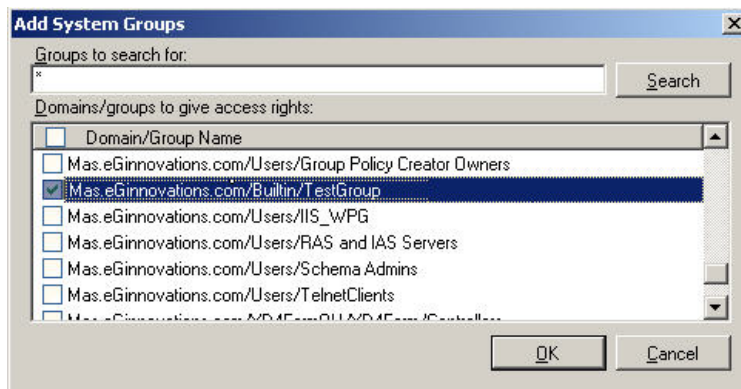 Add System Groups
Groups to search for:
*
Search
Domains/groups to give access rights:
Domain/Group Name
Mas.eGinnovations.com/Users/Group Policy Creator Owners
Mas.eGinnovations.com/Builtin/TestGroup
Mas.eGinnovations.com/Users/IIS_WPG
Mas.eGinnovations.com/Users/RAS and IAS Servers
Mas.eGinnovations.com/Users/Schema Admins
Mas.eGinnovations.com/Users/TelnetClients
OK
Cancel